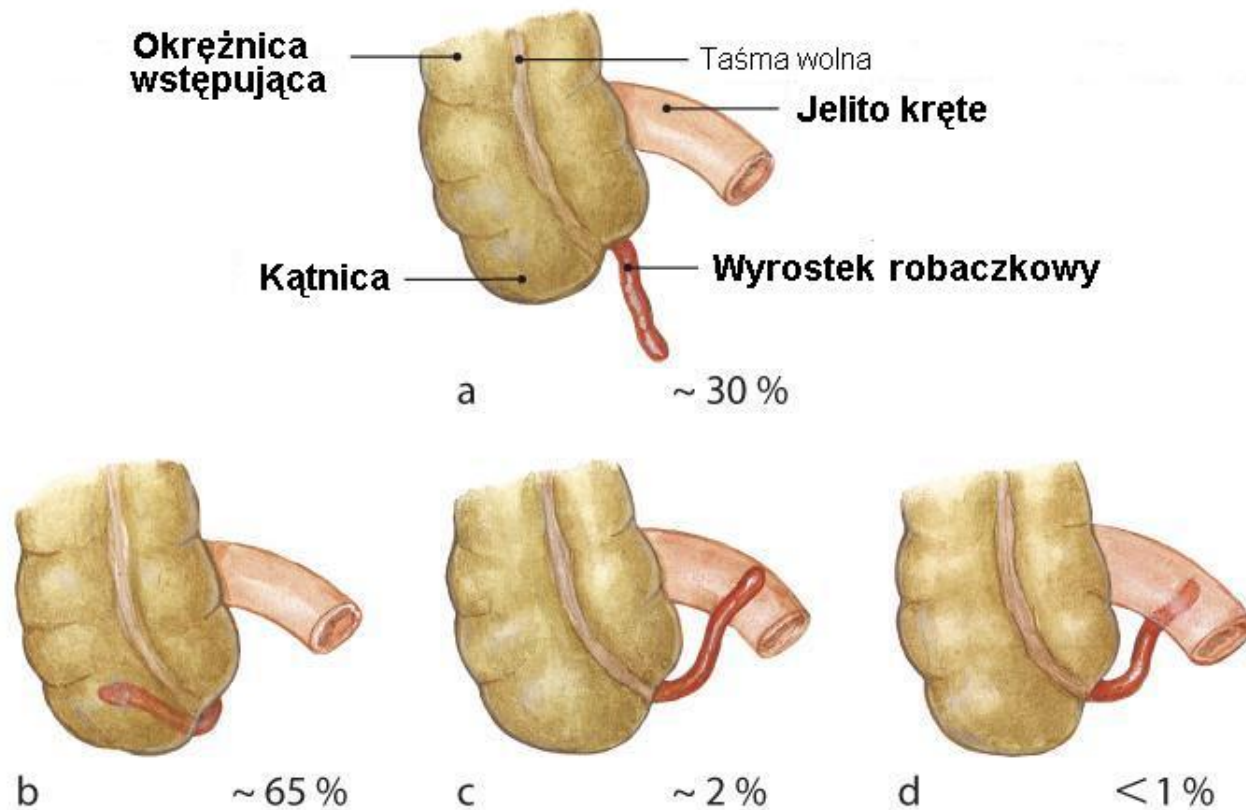 Okrężnica
wstępująca
Taśma wolna
Jelito kręte
Kątnica
Wyrostek robaczkowy
a ~ 30 %
b ~ 65 % c ~ 2 % d < 1 %